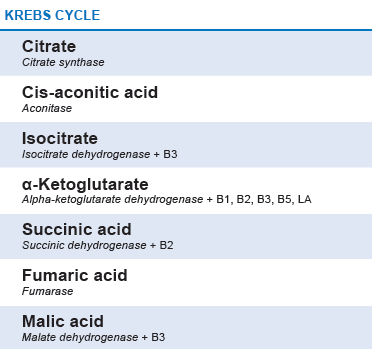 KREBS CYCLE
Citrate
Citrate synthase
Cis-aconitic acid
Aconitase
Isocitrate
Isocitrate dehydrogenase + B3
α-Ketoglutarate
Alpha-ketoglutarate dehydrogenase + B1, B2, B3, B5, LA
Succinic acid
Succinic dehydrogenase + B2
Fumaric acid
Fumarase
Malic acid
Malate dehydrogenase + B3